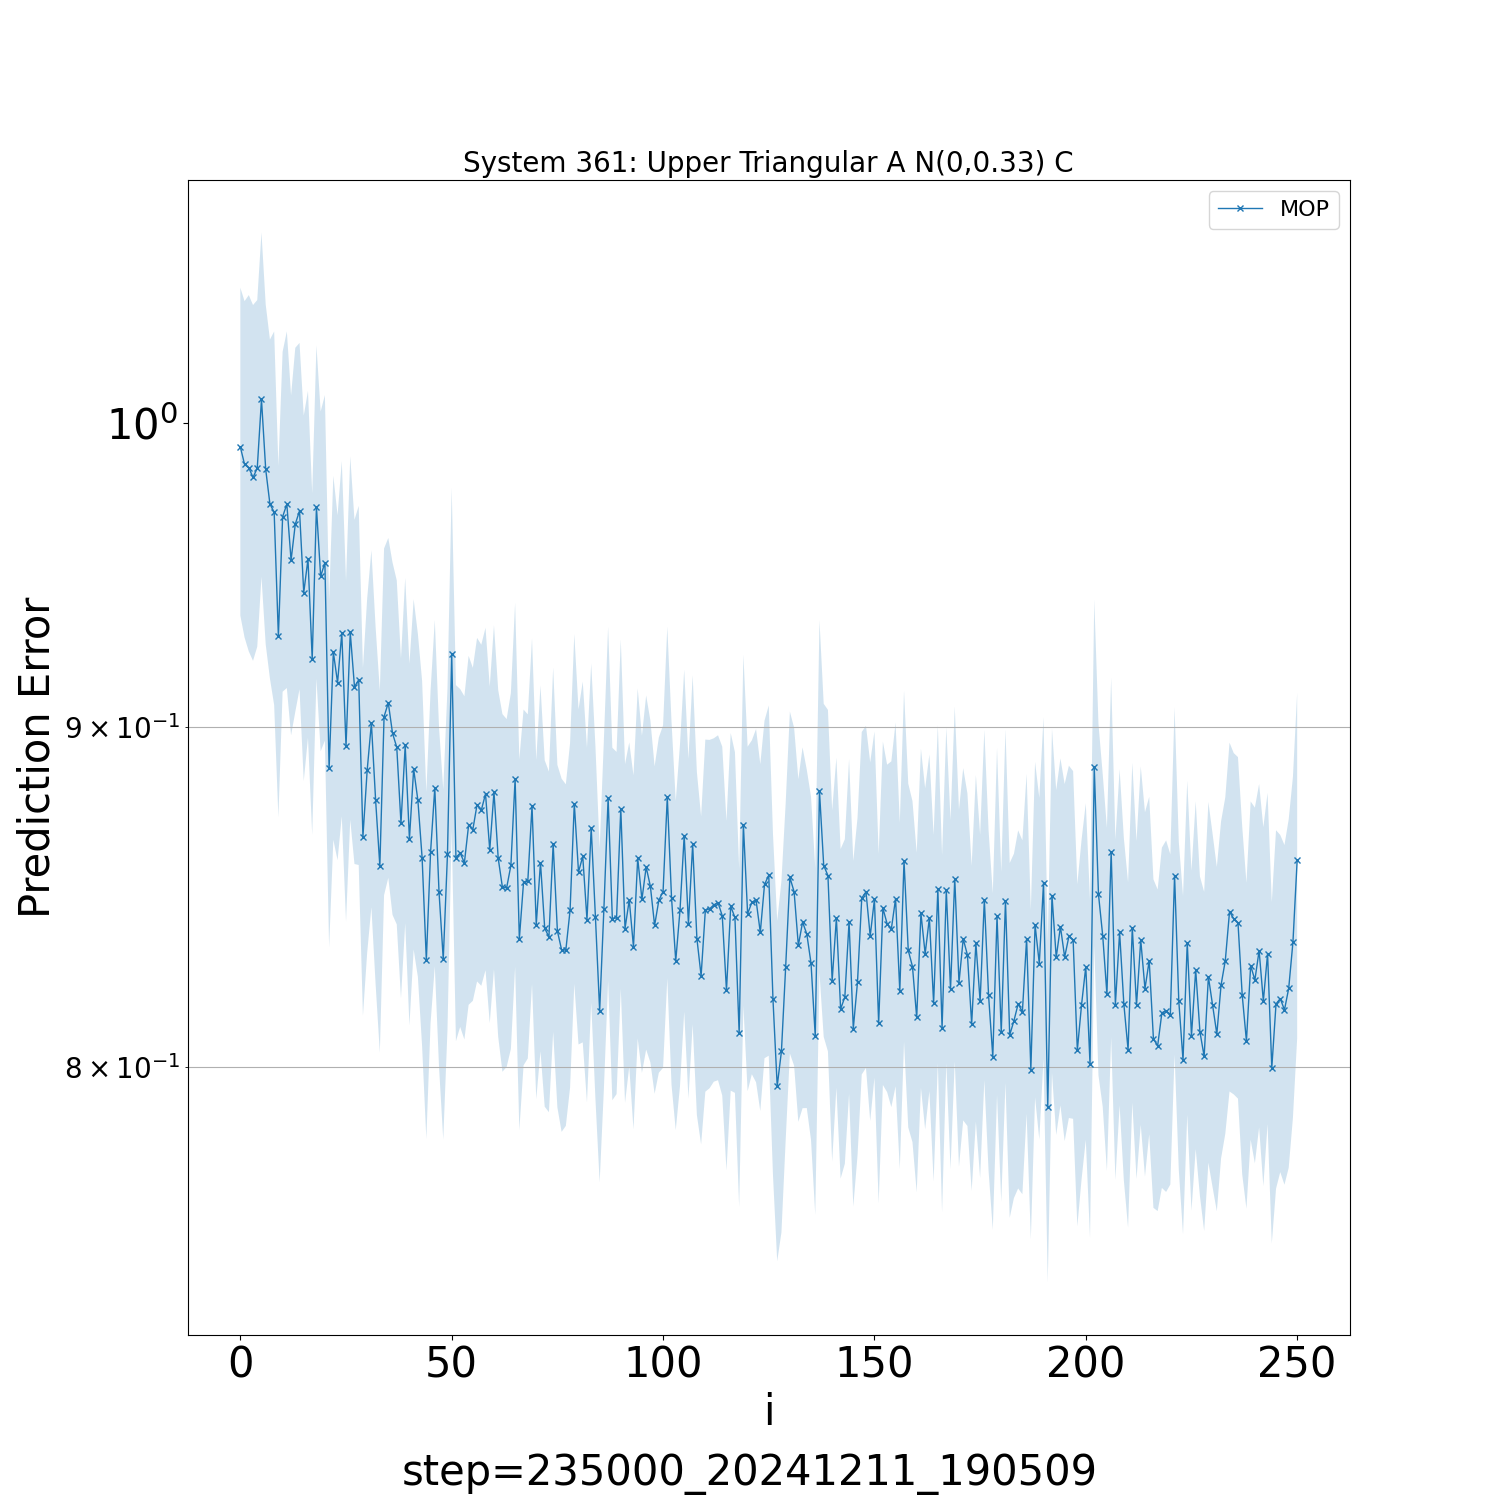 System 361: Upper Triangular A N(0,0.33) C
MOP
Prediction Error
10⁰
9 × 10⁻¹
8 × 10⁻¹
0 50 100 150 200 250
i
step=235000_20241211_190509